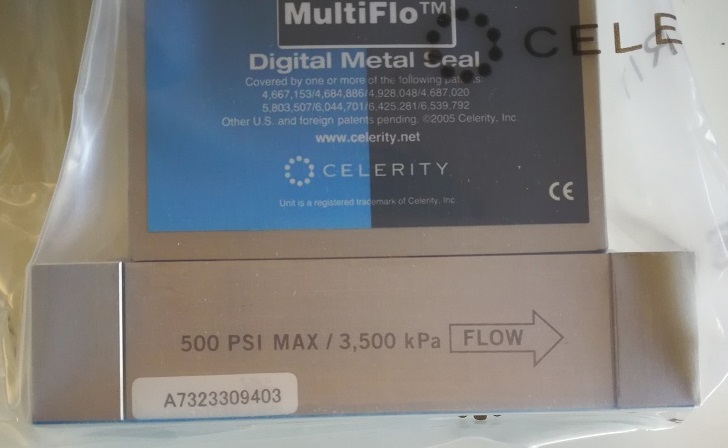 MultiFlo™
CELE
Digital Metal Seal
Covered by one or more of the following patents:
4,667,153/4,684,886/4,928,048/4,687,020
5,803,507/6,044,701/6,425,281/6,539,792
Other U.S. and foreign patents pending. ©2005 Celerity, Inc.
www.celerity.net
CELERITY
Unit is a registered trademark of Celerity, Inc.
CE
500 PSI MAX / 3,500 kPa FLOW
A7323309403